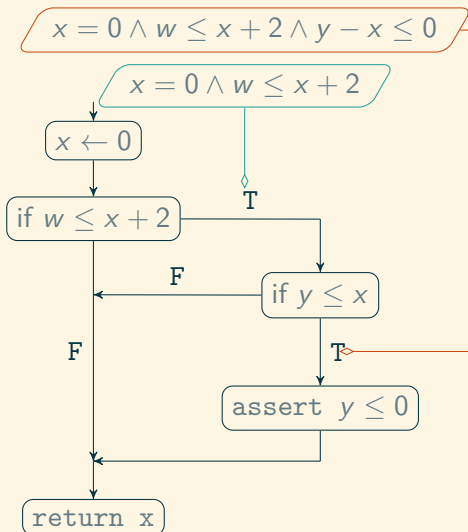 x = 0 ∧ w ≤ x + 2 ∧ y − x ≤ 0
x = 0 ∧ w ≤ x + 2
x ← 0
T
if w ≤ x + 2
F
if y ≤ x
F
T
assert y ≤ 0
return x